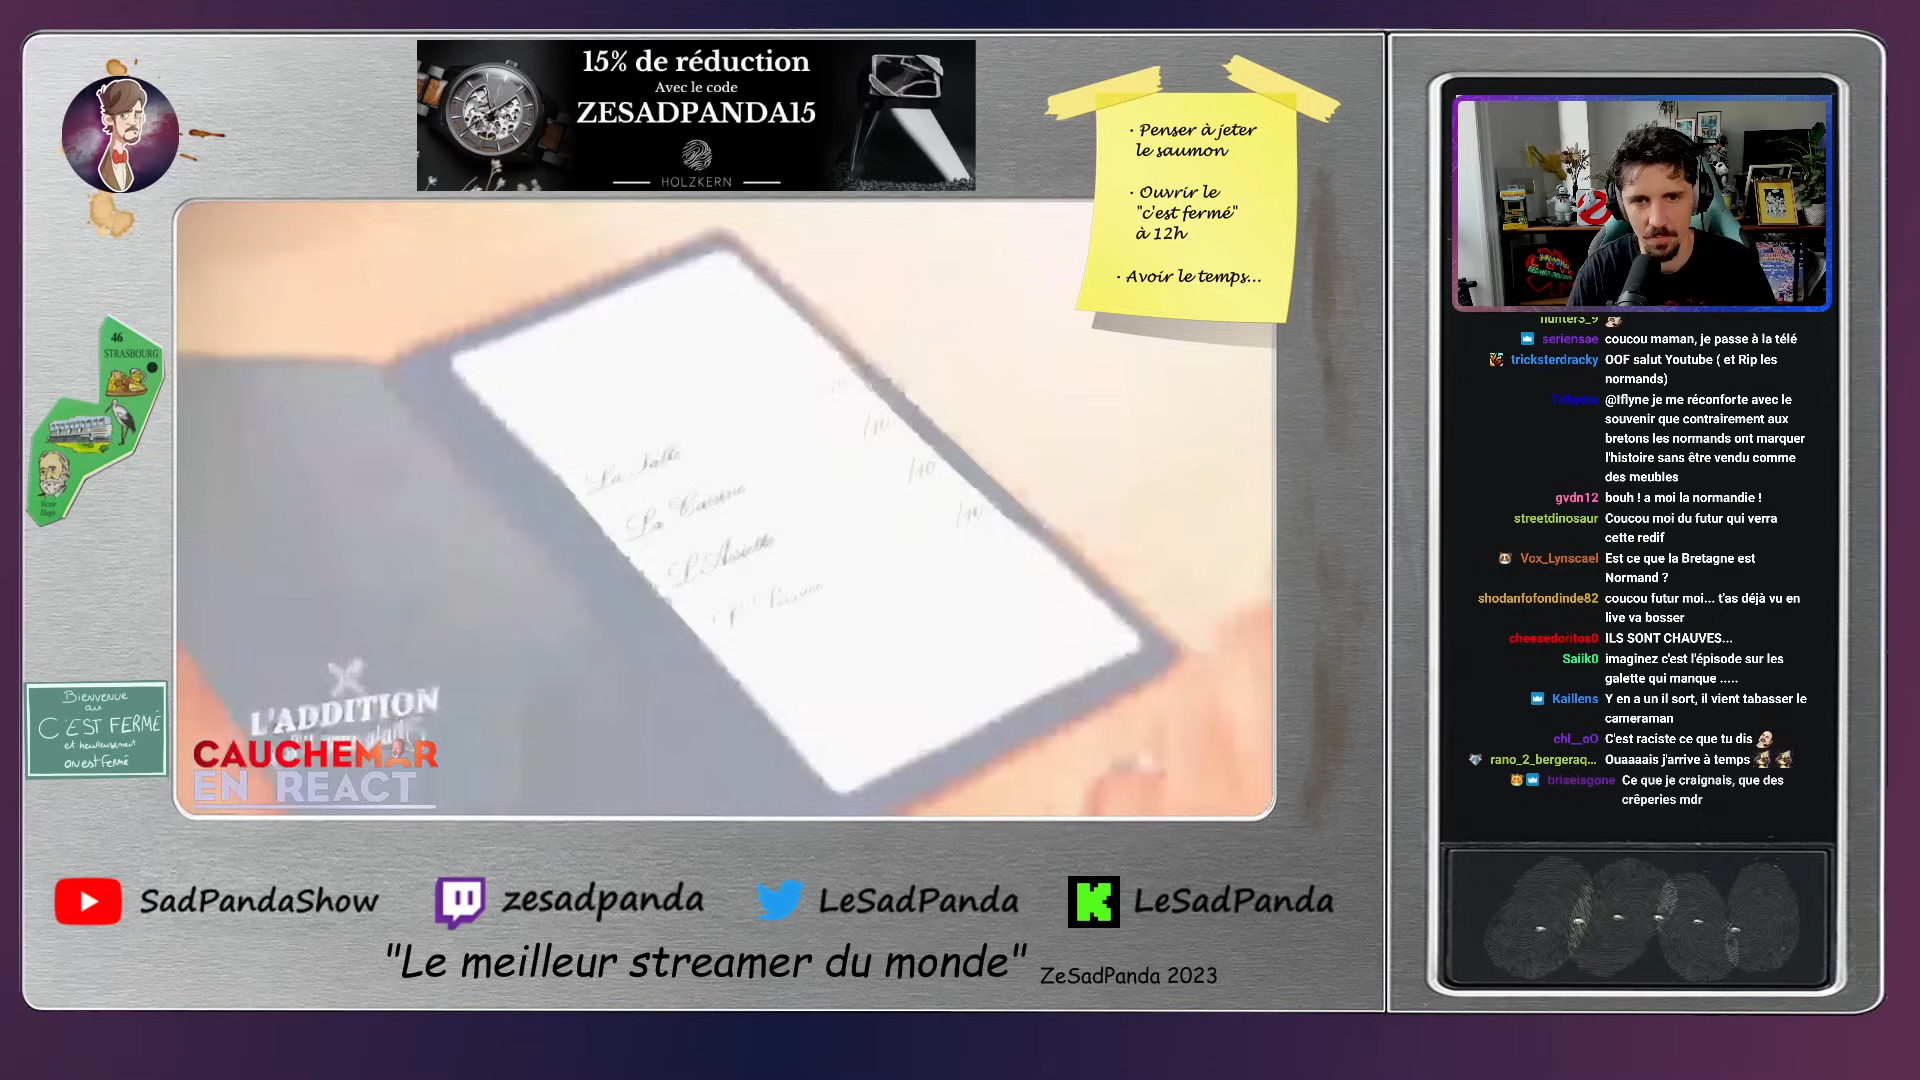 15% de réduction
Avec le code
ZESADPANDA15
HOLZKERN
· Penser à jeter
le saumon
· Ouvrir le
"c'est fermé"
à 12h
· Avoir le temps...
46
STRASBOURG
Victor
Hugo
Bienvenue
au
C'EST FERMÉ
et heureusement
on est fermé
La Salle
/10
La Cuisine
/10
L'Assiette
/10
L'ADDITION
CAUCHEMAR
EN REACT
hunter3_9
seriensae coucou maman, je passe à la télé
tricksterdracky OOF salut Youtube ( et Rip les
normands)
@Iflyne je me réconforte avec le
souvenir que contrairement aux
bretons les normands ont marquer
l'histoire sans être vendu comme
des meubles
gvdn12 bouh ! a moi la normandie !
streetdinosaur Coucou moi du futur qui verra
cette redif
Vox_Lynscael Est ce que la Bretagne est
Normand ?
shodanfofondinde82 coucou futur moi... t'as déjà vu en
live va bosser
cheesedoritos0 ILS SONT CHAUVES...
Saiik0 imaginez c'est l'épisode sur les
galette qui manque .....
Kaillens Y en a un il sort, il vient tabasser le
cameraman
chl__oO C'est raciste ce que tu dis
rano_2_bergeraq... Ouaaaais j'arrive à temps
briseisgone Ce que je craignais, que des
crêperies mdr
SadPandaShow
zesadpanda
LeSadPanda
LeSadPanda
"Le meilleur streamer du monde"
ZeSadPanda 2023